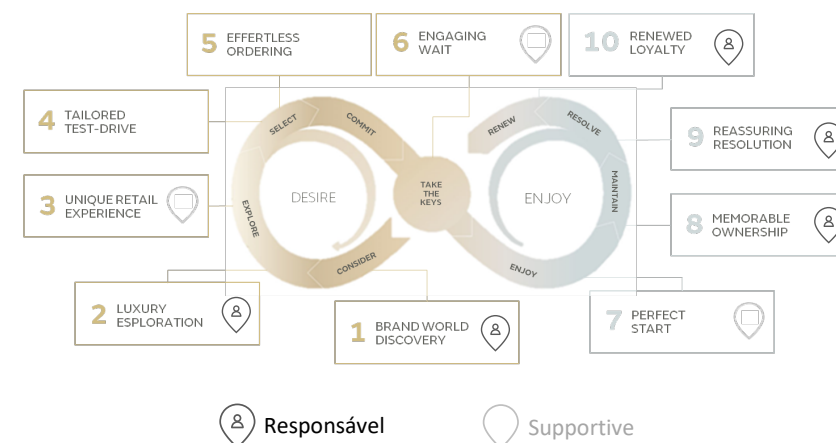 5 EFFERTLESS
ORDERING
6 ENGAGING
WAIT
10 RENEWED
LOYALTY
4 TAILORED
TEST-DRIVE
SELECT
COMMIT
RENEW
RESOLVE
9 REASSURING
RESOLUTION
3 UNIQUE RETAIL
EXPERIENCE
DESIRE
TAKE
THE
KEYS
ENJOY
MAINTAIN
EXPLORE
8 MEMORABLE
OWNERSHIP
CONSIDER
ENJOY
2 LUXURY
ESPLORATION
1 BRAND WORLD
DISCOVERY
7 PERFECT
START
Responsável
Supportive